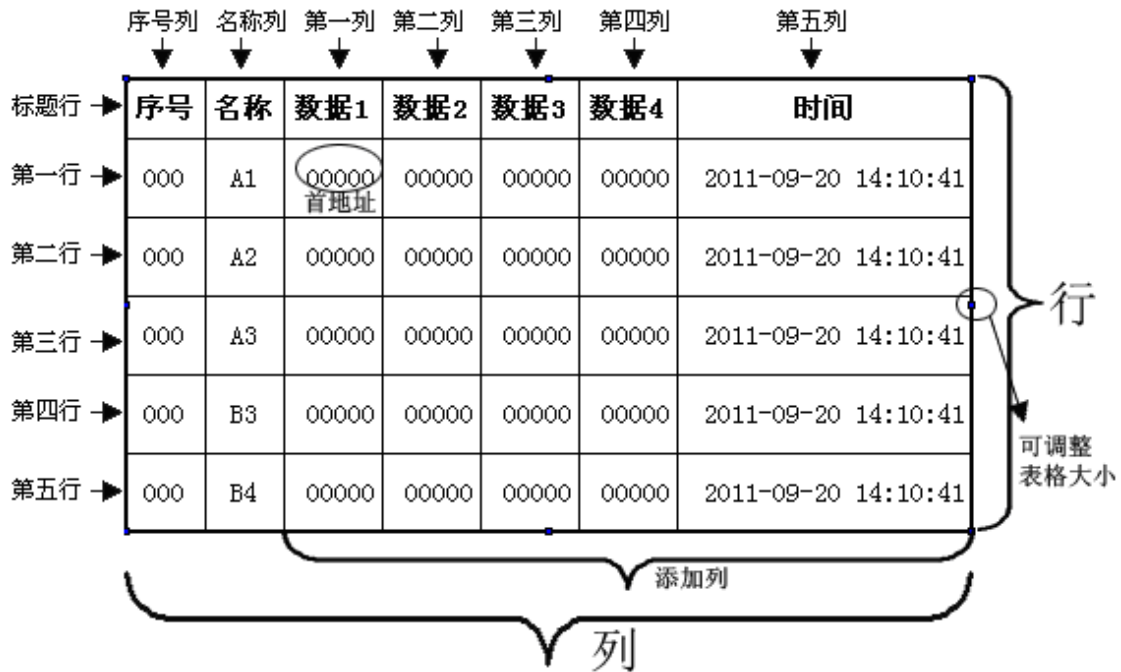 序号列 名称列 第一列 第二列 第三列 第四列 第五列
标题行 序号 名称 数据1 数据2 数据3 数据4 时间
第一行 000 A1 00000 00000 00000 00000 2011-09-20 14:10:41
首地址
第二行 000 A2 00000 00000 00000 00000 2011-09-20 14:10:41
行
第三行 000 A3 00000 00000 00000 00000 2011-09-20 14:10:41
第四行 000 B3 00000 00000 00000 00000 2011-09-20 14:10:41
可调整
表格大小
第五行 000 B4 00000 00000 00000 00000 2011-09-20 14:10:41
添加列
列